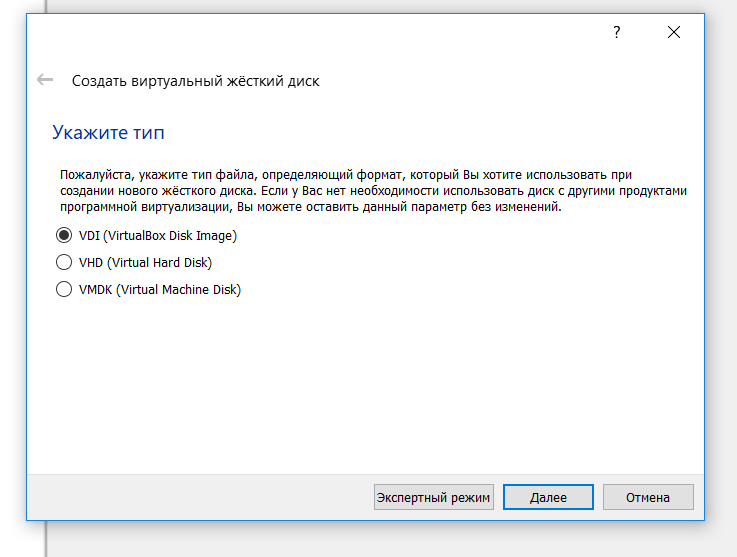 ?
Создать виртуальный жёсткий диск
Укажите тип
Пожалуйста, укажите тип файла, определяющий формат, который Вы хотите использовать при
создании нового жёсткого диска. Если у Вас нет необходимости использовать диск с другими продуктами
программной виртуализации, Вы можете оставить данный параметр без изменений.
VDI (VirtualBox Disk Image)
VHD (Virtual Hard Disk)
VMDK (Virtual Machine Disk)
Экспертный режим Далее Отмена